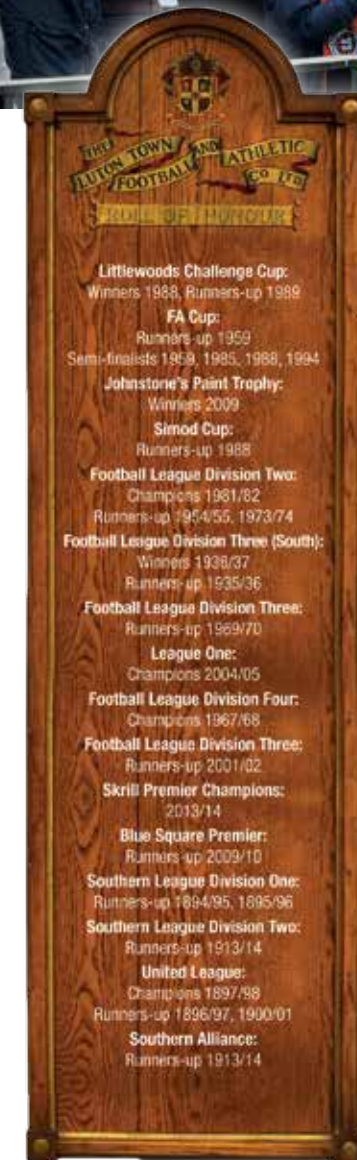 THE
LUTON TOWN AND ATHLETIC
FOOTBALL CO LTD
ROLL OF HONOUR
Littlewoods Challenge Cup:
Winners 1988, Runners-up 1989
FA Cup:
Runners-up 1959
Semi-finalists 1959, 1985, 1988, 1994
Johnstone's Paint Trophy:
Winners 2009
Simod Cup:
Runners-up 1988
Football League Division Two:
Champions 1981/82
Runners-up 1954/55, 1973/74
Football League Division Three (South):
Winners 1936/37
Runners-up 1935/36
Football League Division Three:
Runners-up 1969/70
League One:
Champions 2004/05
Football League Division Four:
Champions 1967/68
Football League Division Three:
Runners-up 2001/02
Skrill Premier Champions:
2013/14
Blue Square Premier:
Runners-up 2009/10
Southern League Division One:
Runners-up 1894/95, 1895/96
Southern League Division Two:
Runners-up 1913/14
United League:
Champions 1897/98
Runners-up 1896/97, 1900/01
Southern Alliance:
Runners-up 1913/14